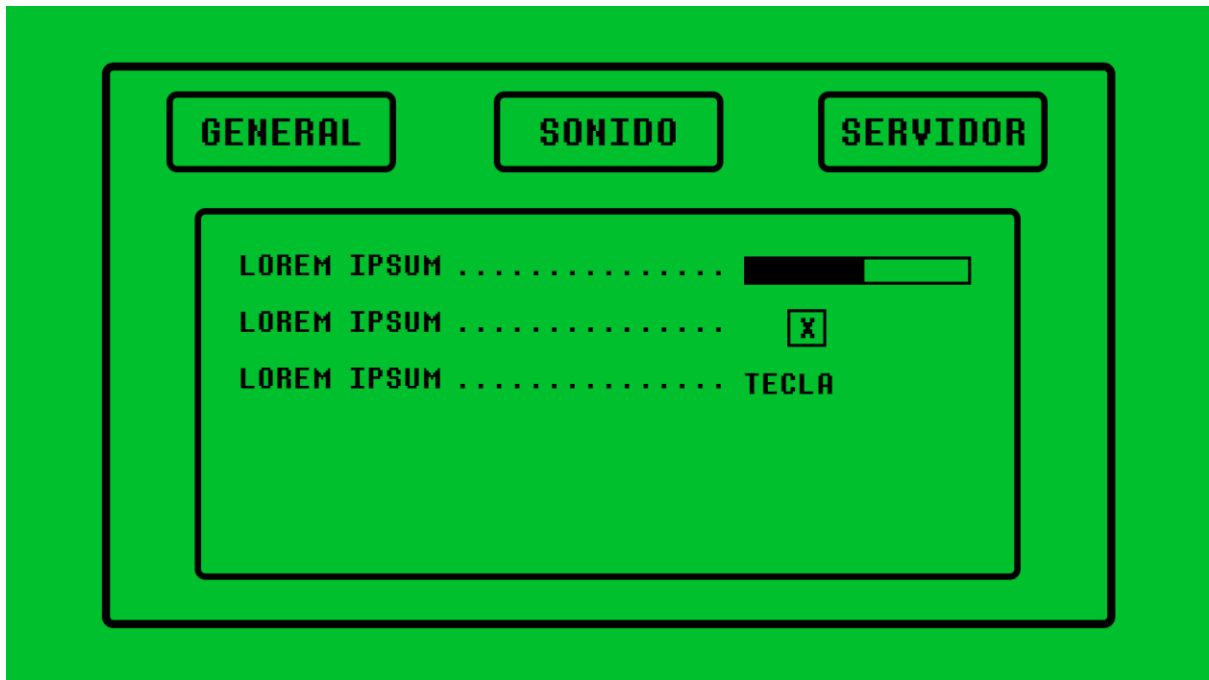 GENERAL SONIDO SERVIDOR
LOREM IPSUM ...............
LOREM IPSUM ............... X
LOREM IPSUM ............... TECLA